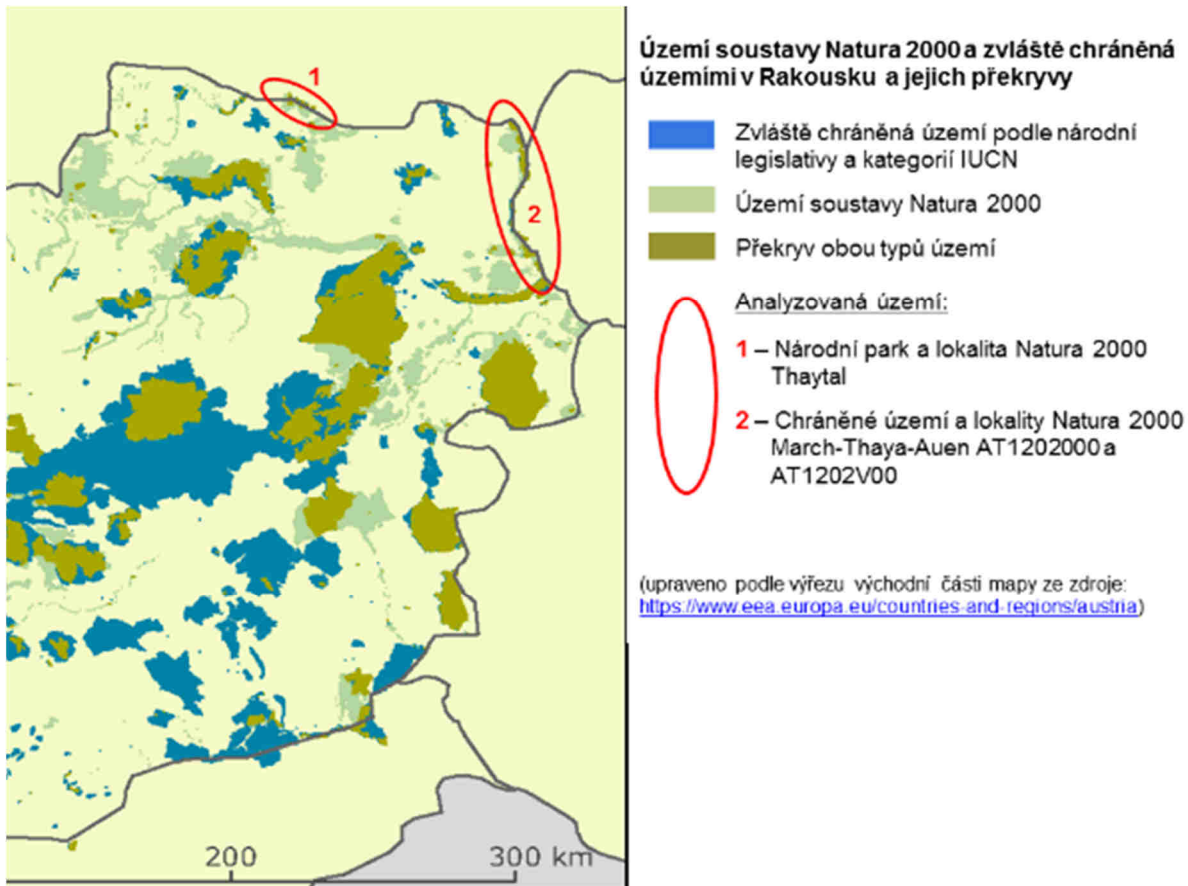 1
2
200
300 km
Území soustavy Natura 2000 a zvláště chráněná
územími v Rakousku a jejich překryvy
Zvláště chráněná území podle národní
legislativy a kategorií IUCN
Území soustavy Natura 2000
Překryv obou typů území
Analyzovaná území:
1 – Národní park a lokalita Natura 2000
Thaytal
2 – Chráněné území a lokality Natura 2000
March-Thaya-Auen AT1202000 a
AT1202V00
(upraveno podle výřezu východní části mapy ze zdroje:
https://www.eea.europa.eu/countries-and-regions/austria)